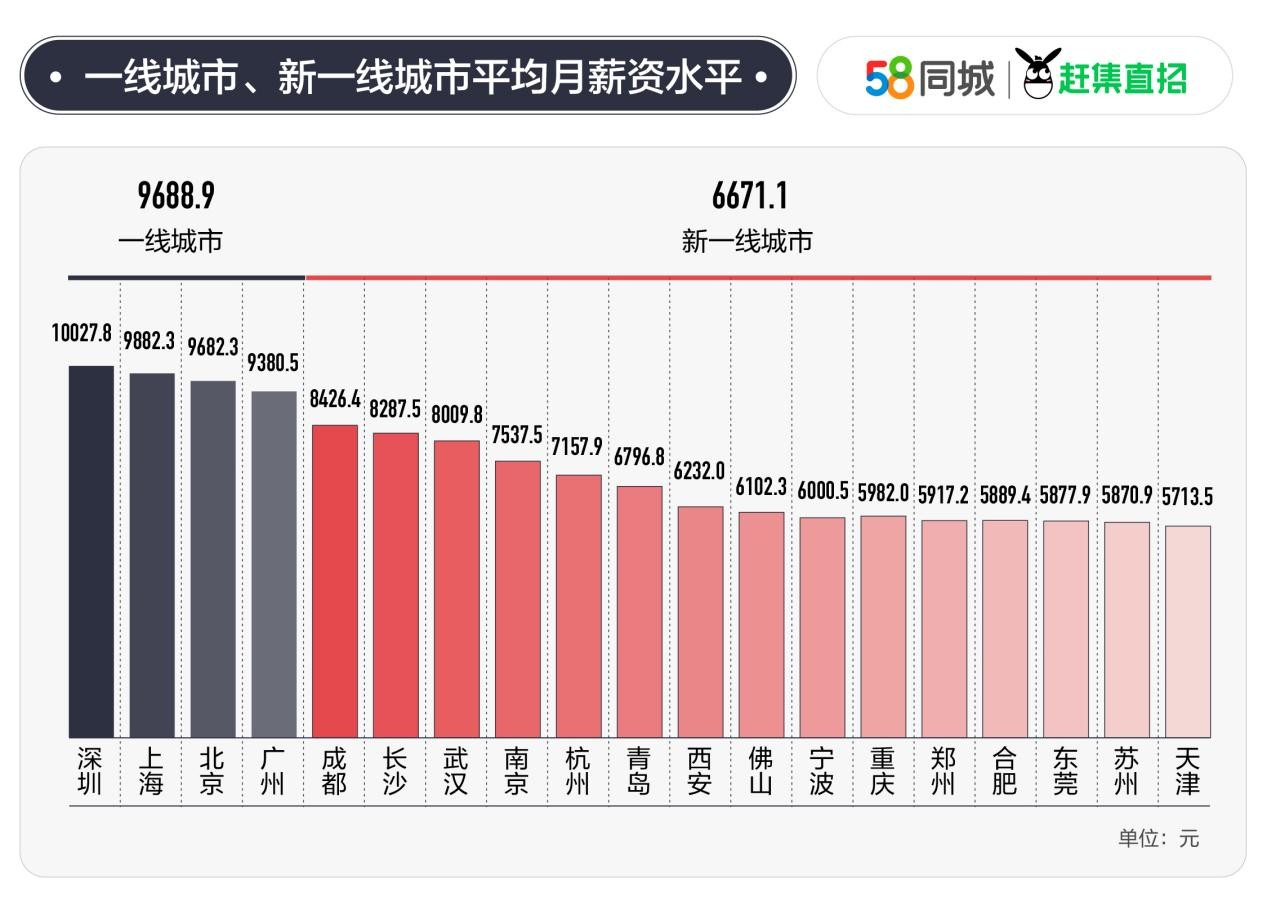 • 一线城市、新一线城市平均月薪资水平 •
58同城 | 赶集直招
9688.9
一线城市
6671.1
新一线城市
10027.8 9882.3 9682.3 9380.5 8426.4 8287.5 8009.8 7537.5 7157.9 6796.8 6232.0 6102.3 6000.5 5982.0 5917.2 5889.4 5877.9 5870.9 5713.5
深圳 上海 北京 广州 成都 长沙 武汉 南京 杭州 青岛 西安 佛山 宁波 重庆 郑州 合肥 东莞 苏州 天津
单位：元